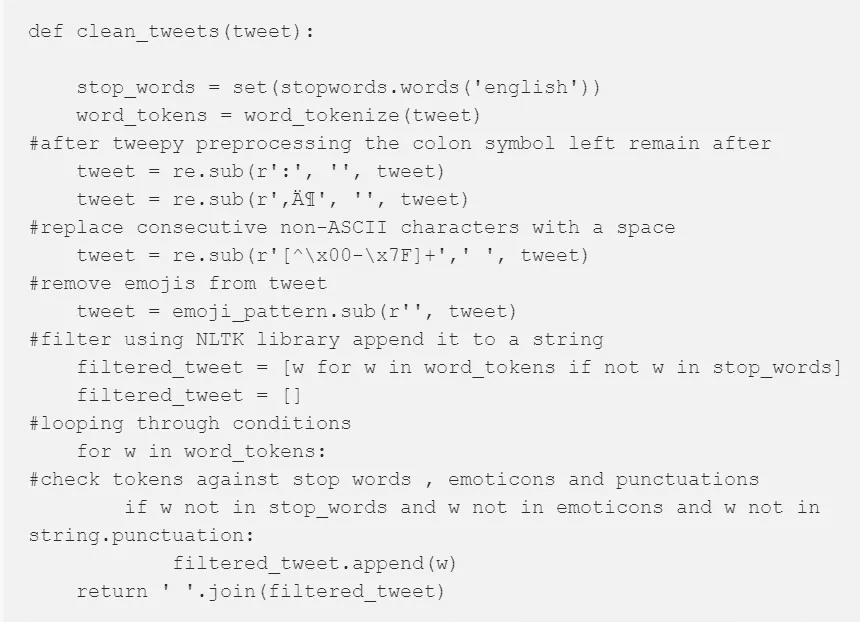 def clean_tweets(tweet):
    stop_words = set(stopwords.words('english'))
    word_tokens = word_tokenize(tweet)
#after tweepy preprocessing the colon symbol left remain after
    tweet = re.sub(r':', '', tweet)
    tweet = re.sub(r',Ä¶', '', tweet)
#replace consecutive non-ASCII characters with a space
    tweet = re.sub(r'[^\x00-\x7F]+',' ', tweet)
#remove emojis from tweet
    tweet = emoji_pattern.sub(r'', tweet)
#filter using NLTK library append it to a string
    filtered_tweet = [w for w in word_tokens if not w in stop_words]
    filtered_tweet = []
#looping through conditions
    for w in word_tokens:
#check tokens against stop words , emoticons and punctuations
        if w not in stop_words and w not in emoticons and w not in
string.punctuation:
            filtered_tweet.append(w)
    return ' '.join(filtered_tweet)